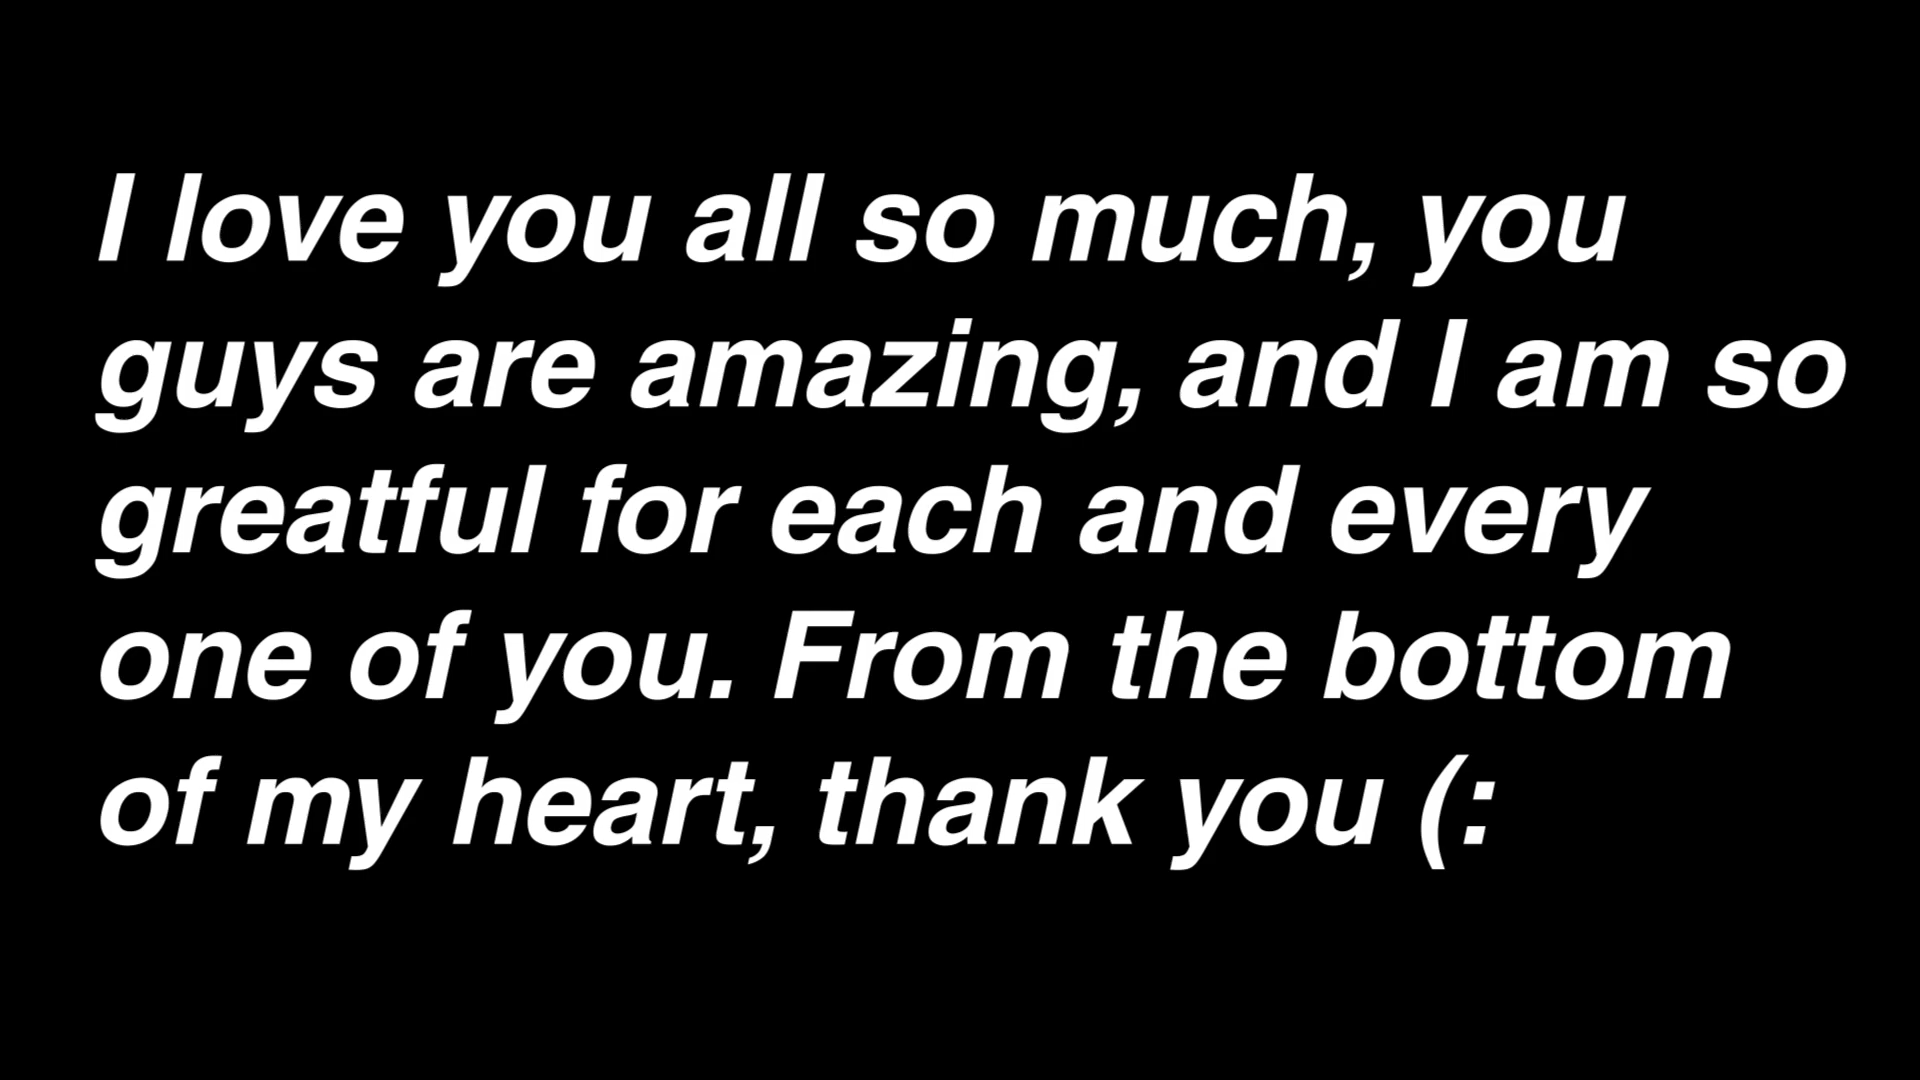 I love you all so much, you
guys are amazing, and I am so
greatful for each and every
one of you. From the bottom
of my heart, thank you (: